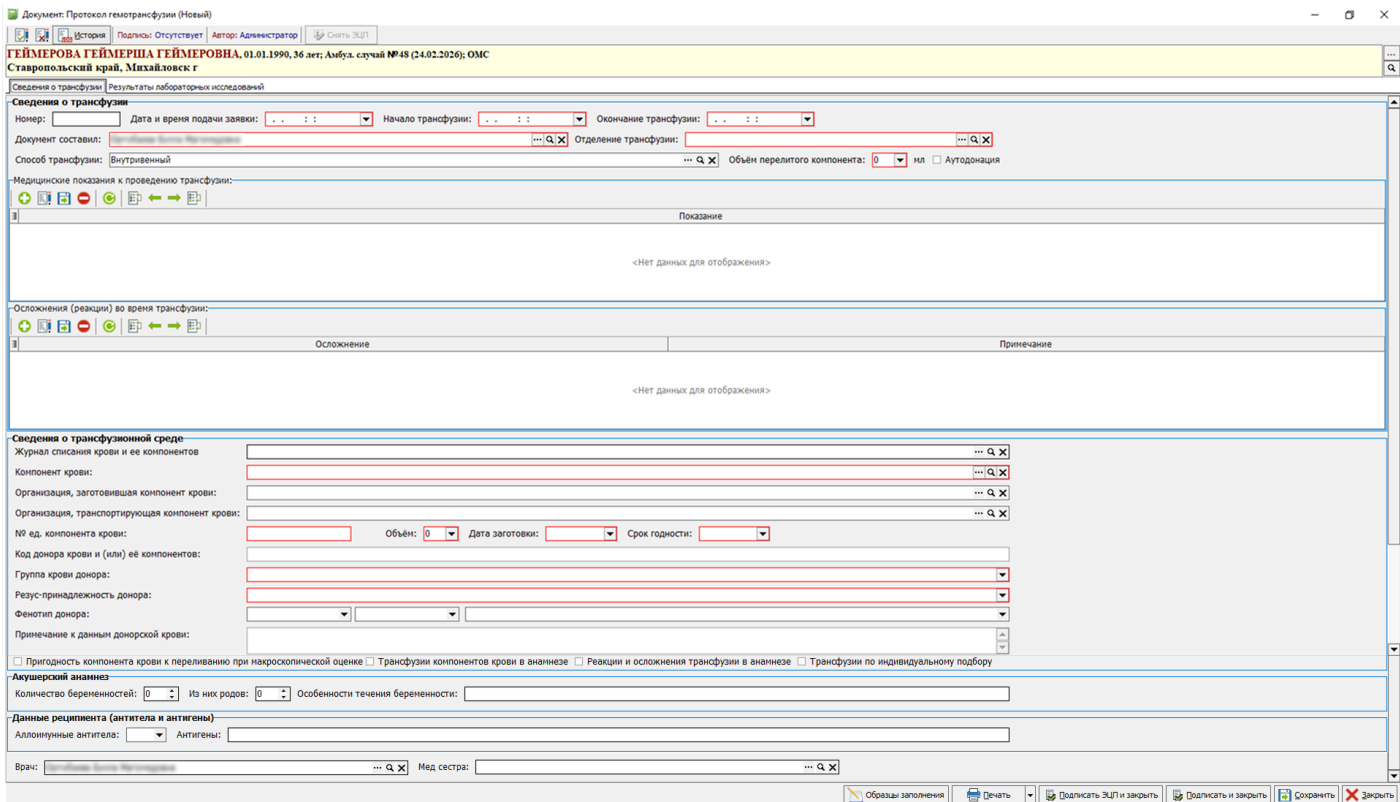 Документ: Протокол гемотрансфузии (Новый)
История Подпись: Отсутствует Автор: Администратор Снять ЭЦП
ГЕЙМЕРОВА ГЕЙМЕРША ГЕЙМЕРОВНА, 01.01.1990, 36 лет; Амбул. случай №48 (24.02.2026); ОМС
Ставропольский край, Михайловск г
Сведения о трансфузии Результаты лабораторных исследований
Сведения о трансфузии
Номер: Дата и время подачи заявки: . . : : Начало трансфузии: . . : : Окончание трансфузии: . . : :
Документ составил: Отделение трансфузии:
Способ трансфузии: Внутривенный Объём перелитого компонента: 0 мл Аутодонация
Медицинские показания к проведению трансфузии:
Показание
<Нет данных для отображения>
Осложнения (реакции) во время трансфузии:
Осложнение Примечание
<Нет данных для отображения>
Сведения о трансфузионной среде
Журнал списания крови и ее компонентов
Компонент крови:
Организация, заготовившая компонент крови:
Организация, транспортирующая компонент крови:
№ ед. компонента крови: Объём: 0 Дата заготовки: Срок годности:
Код донора крови и (или) её компонентов:
Группа крови донора:
Резус-принадлежность донора:
Фенотип донора:
Примечание к данным донорской крови:
Пригодность компонента крови к переливанию при макроскопической оценке Трансфузии компонентов крови в анамнезе Реакции и осложнения трансфузии в анамнезе Трансфузии по индивидуальному подбору
Акушерский анамнез
Количество беременностей: 0 Из них родов: 0 Особенности течения беременности:
Данные реципиента (антитела и антигены)
Аллоимунные антитела: Антигены:
Врач: Мед сестра:
Образцы заполнения Печать Подписать ЭЦП и закрыть Подписать и закрыть Сохранить Закрыть